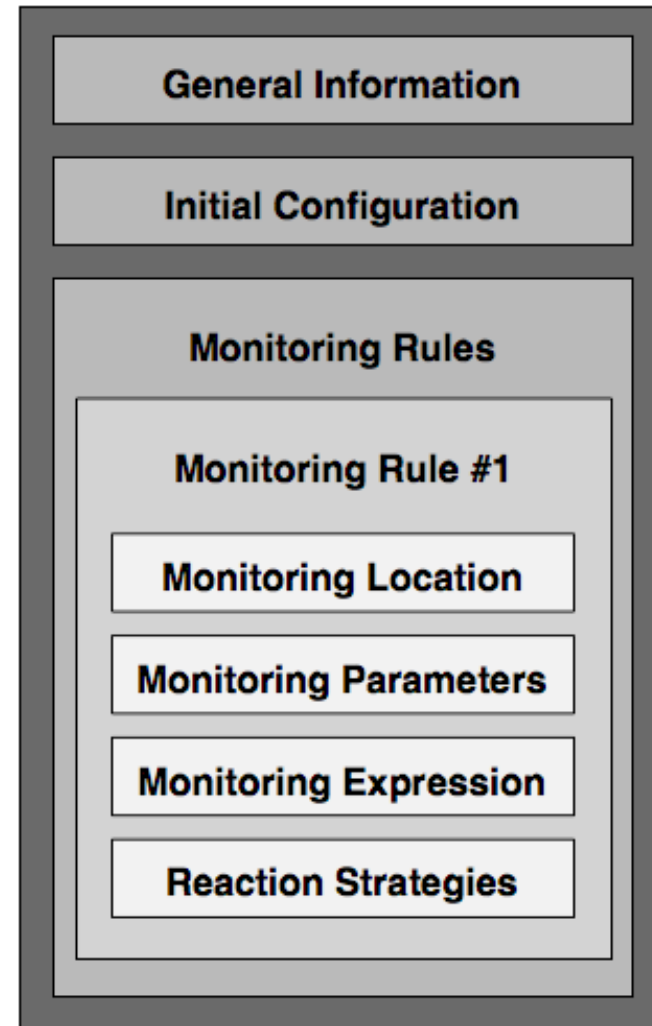 General Information
Initial Configuration
Monitoring Rules
Monitoring Rule #1
Monitoring Location
Monitoring Parameters
Monitoring Expression
Reaction Strategies